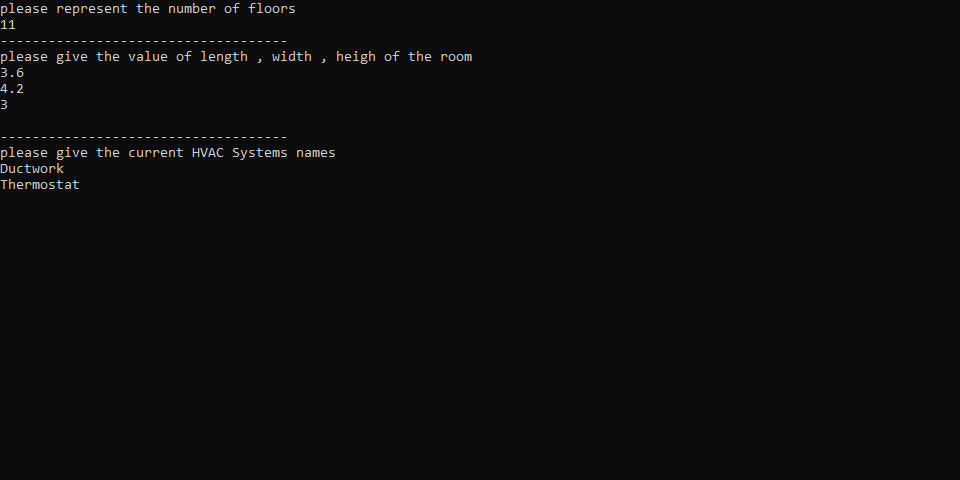 please represent the number of floors
11
------------------------------------
please give the value of length , width , heigh of the room
3.6
4.2
3
------------------------------------
please give the current HVAC Systems names
Ductwork
Thermostat